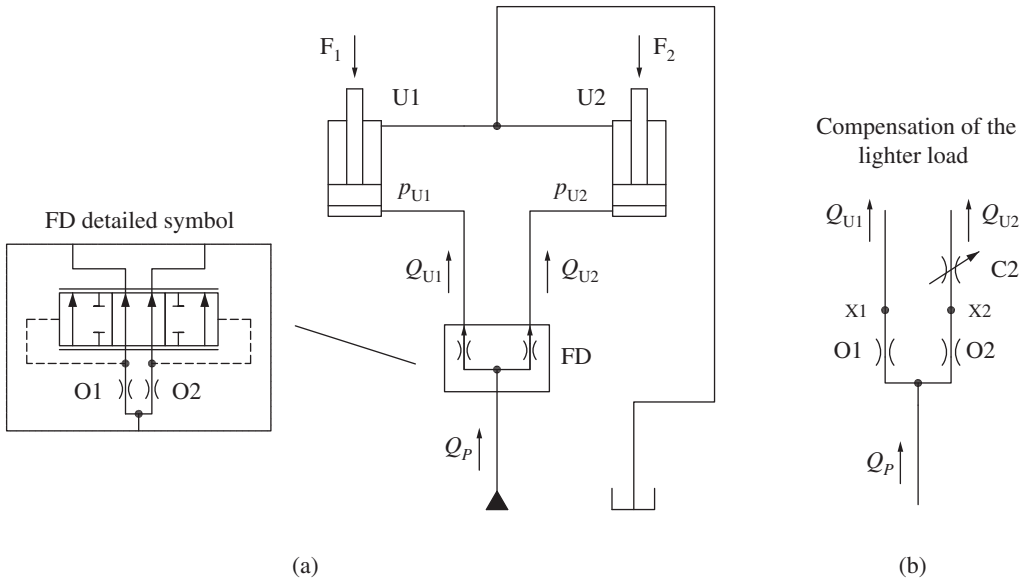 F1
F2
U1
U2
pU1
pU2
QU1
QU2
FD
QP
FD detailed symbol
O1
O2
(a)
Compensation of the
lighter load
QU1
QU2
C2
X1
X2
O1
O2
QP
(b)